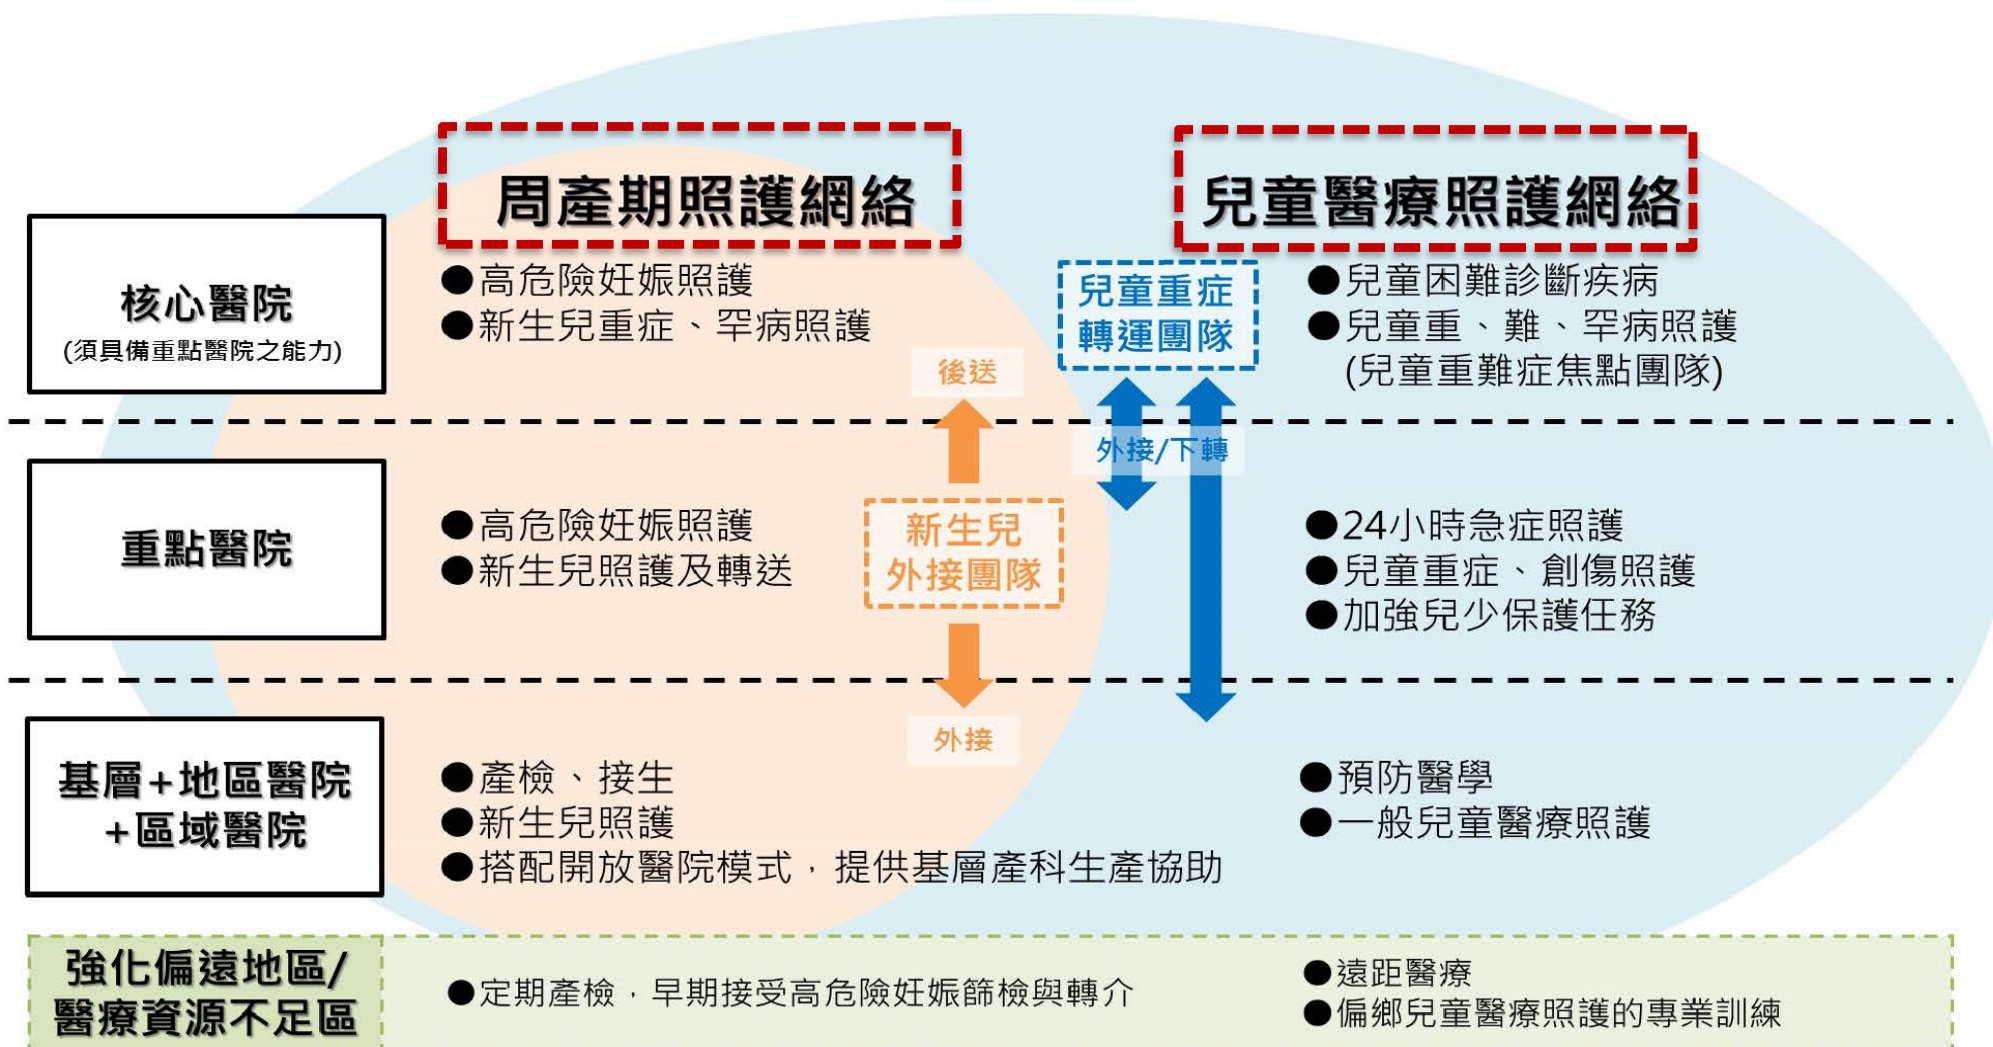 周產期照護網絡
兒童醫療照護網絡
核心醫院
(須具備重點醫院之能力)
●高危險妊娠照護
●新生兒重症、罕病照護
後送
兒童重症
轉運團隊
●兒童困難診斷疾病
●兒童重、難、罕病照護
(兒童重難症焦點團隊)
外接/下轉
重點醫院
●高危險妊娠照護
●新生兒照護及轉送
新生兒
外接團隊
●24小時急症照護
●兒童重症、創傷照護
●加強兒少保護任務
外接
基層+地區醫院
+區域醫院
●產檢、接生
●新生兒照護
●搭配開放醫院模式，提供基層產科生產協助
●預防醫學
●一般兒童醫療照護
強化偏遠地區/
醫療資源不足區
●定期產檢，早期接受高危險妊娠篩檢與轉介
●遠距醫療
●偏鄉兒童醫療照護的專業訓練